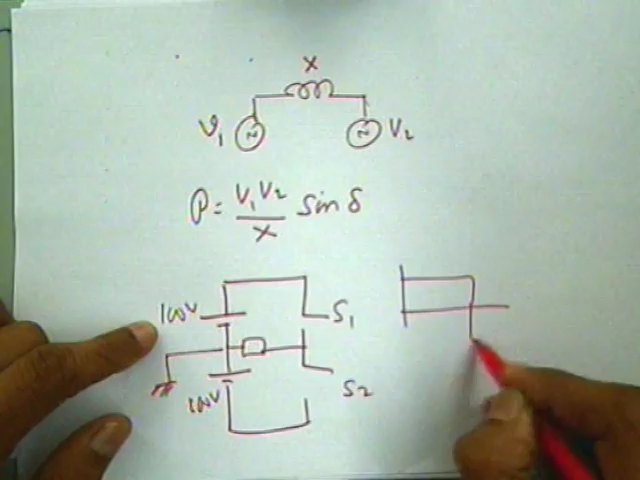 X
V₁ V₂
P = V₁V₂/X Sin δ
100V S₁
100V S₂